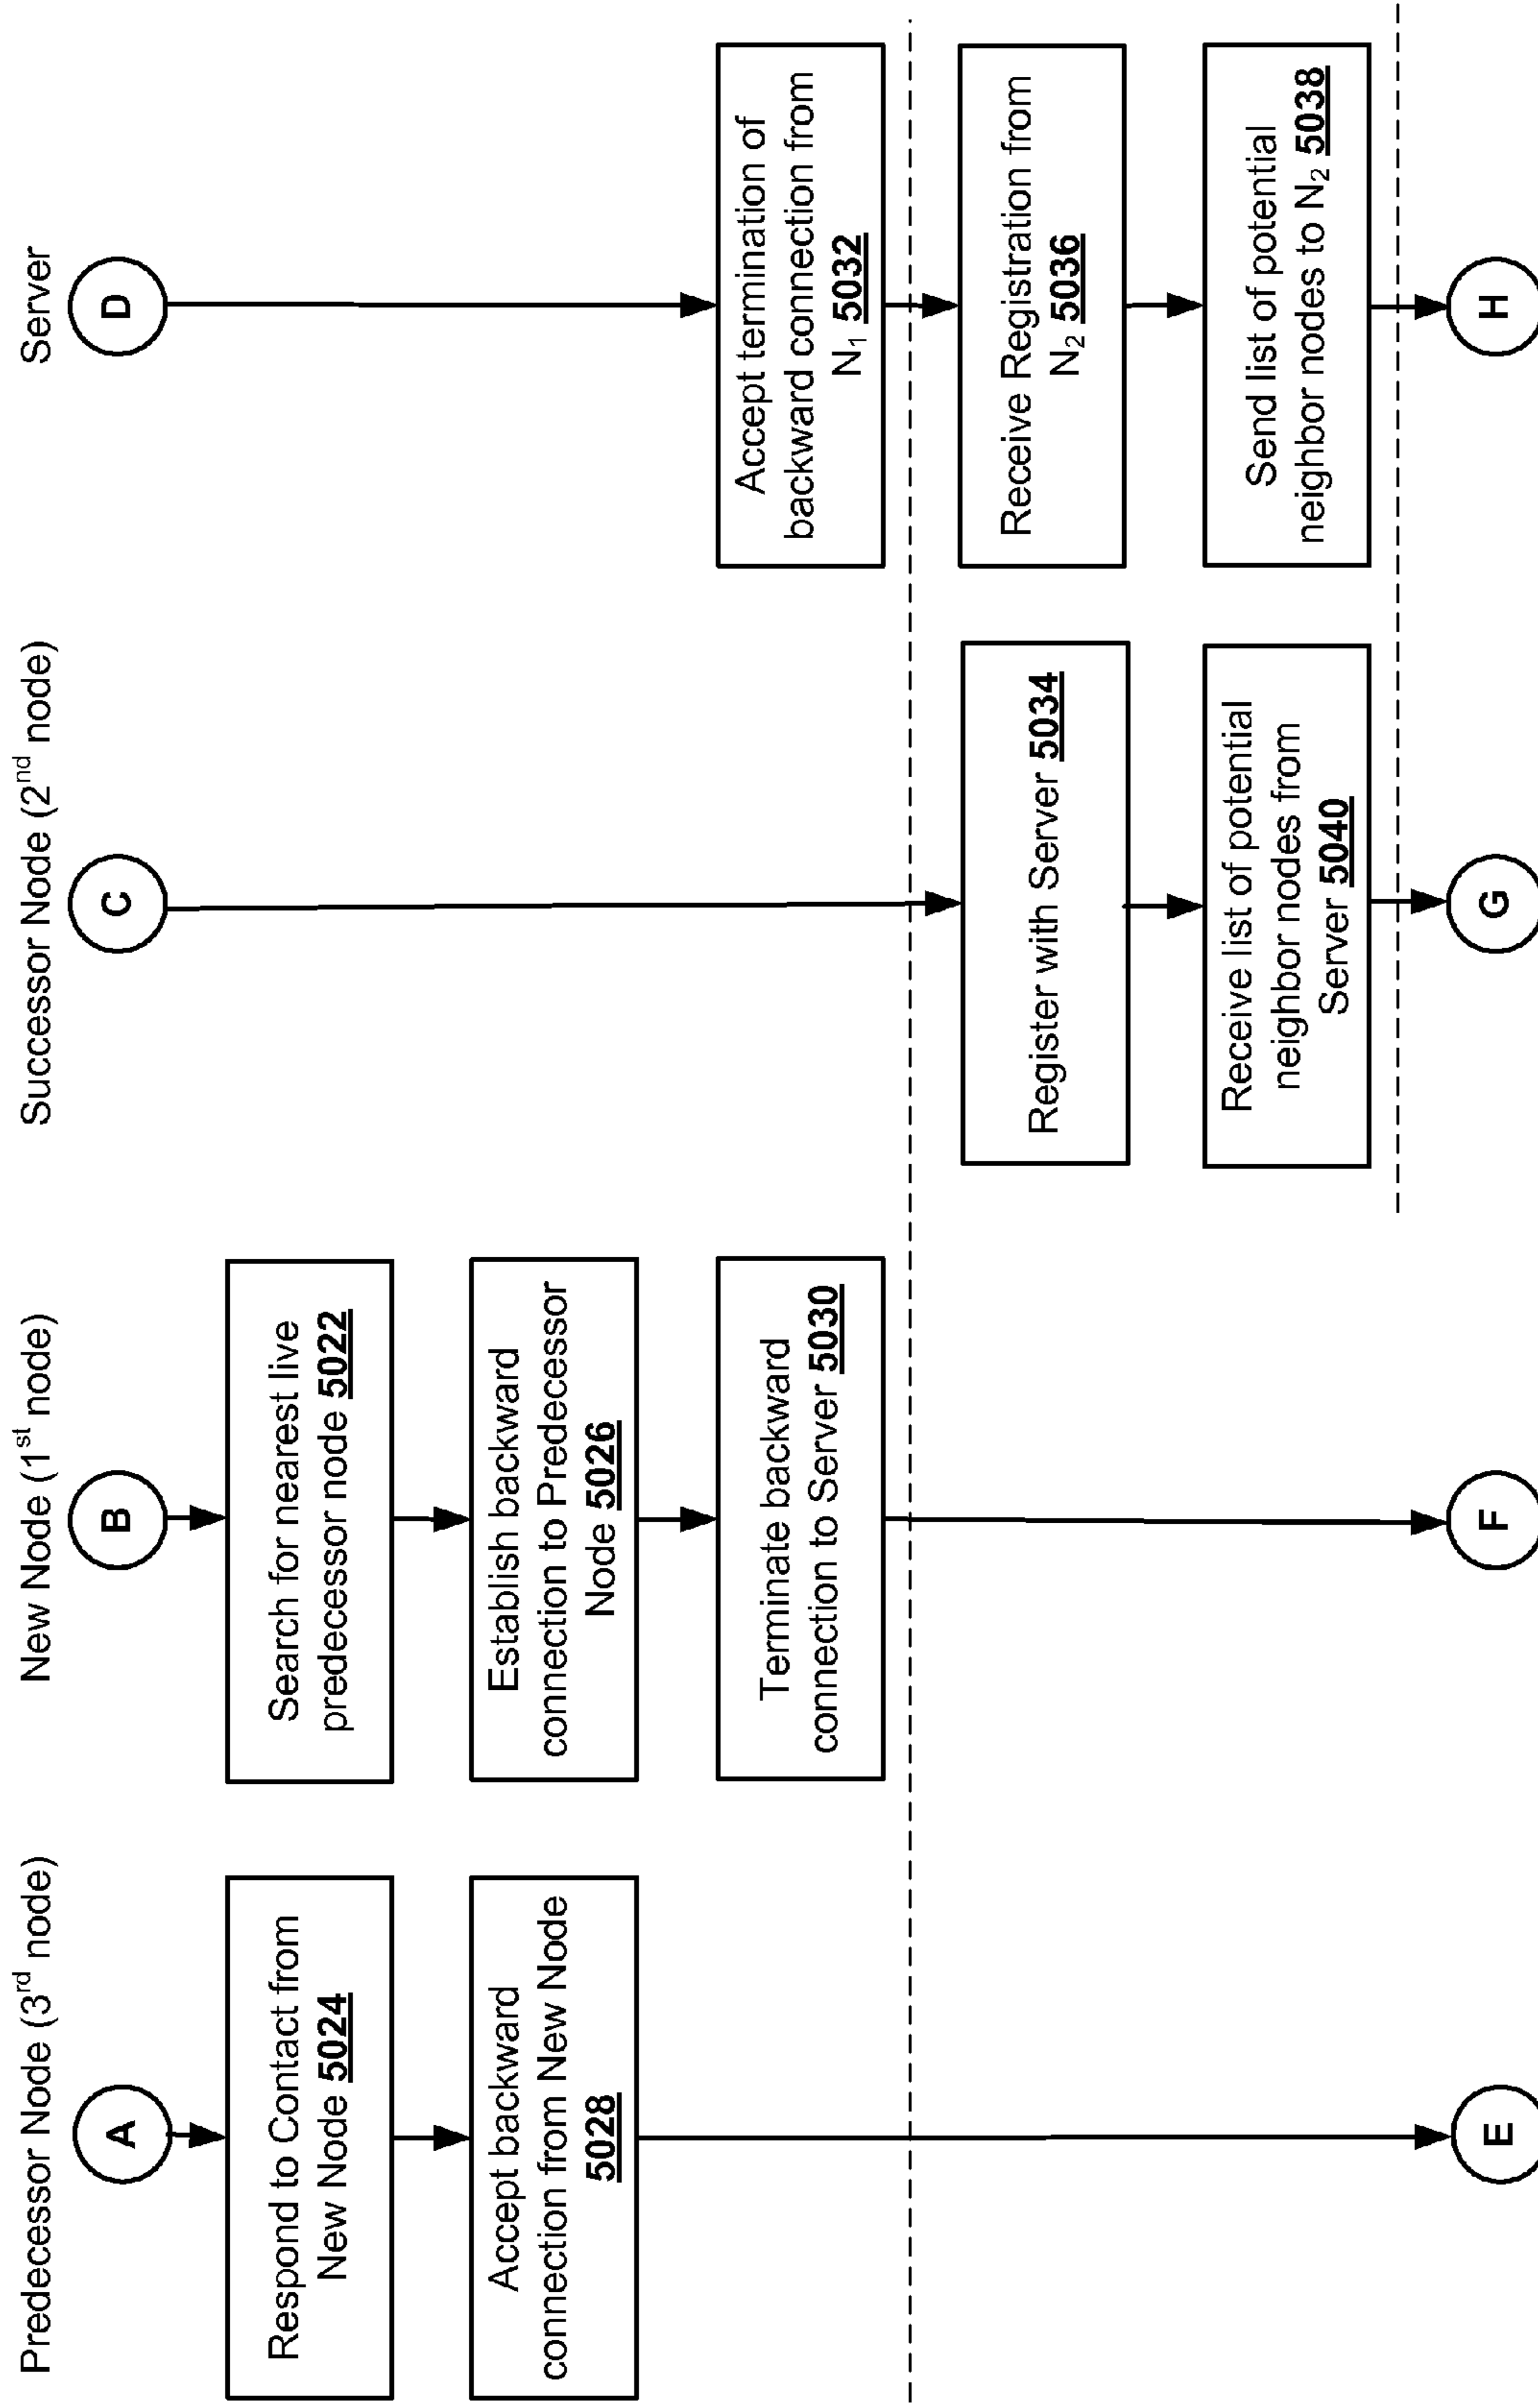 Predecessor Node (3rd node)
New Node (1st node)
Successor Node (2nd node)
Server
A
B
C
D
Respond to Contact from
New Node 5024
Search for nearest live
predecessor node 5022
Accept backward
connection from New Node
5028
Establish backward
connection to Predecessor
Node 5026
Terminate backward
connection to Server 5030
Accept termination of
backward connection from
N₁ 5032
Register with Server 5034
Receive Registration from
N₂ 5036
Receive list of potential
neighbor nodes from
Server 5040
Send list of potential
neighbor nodes to N₂ 5038
E
F
G
H